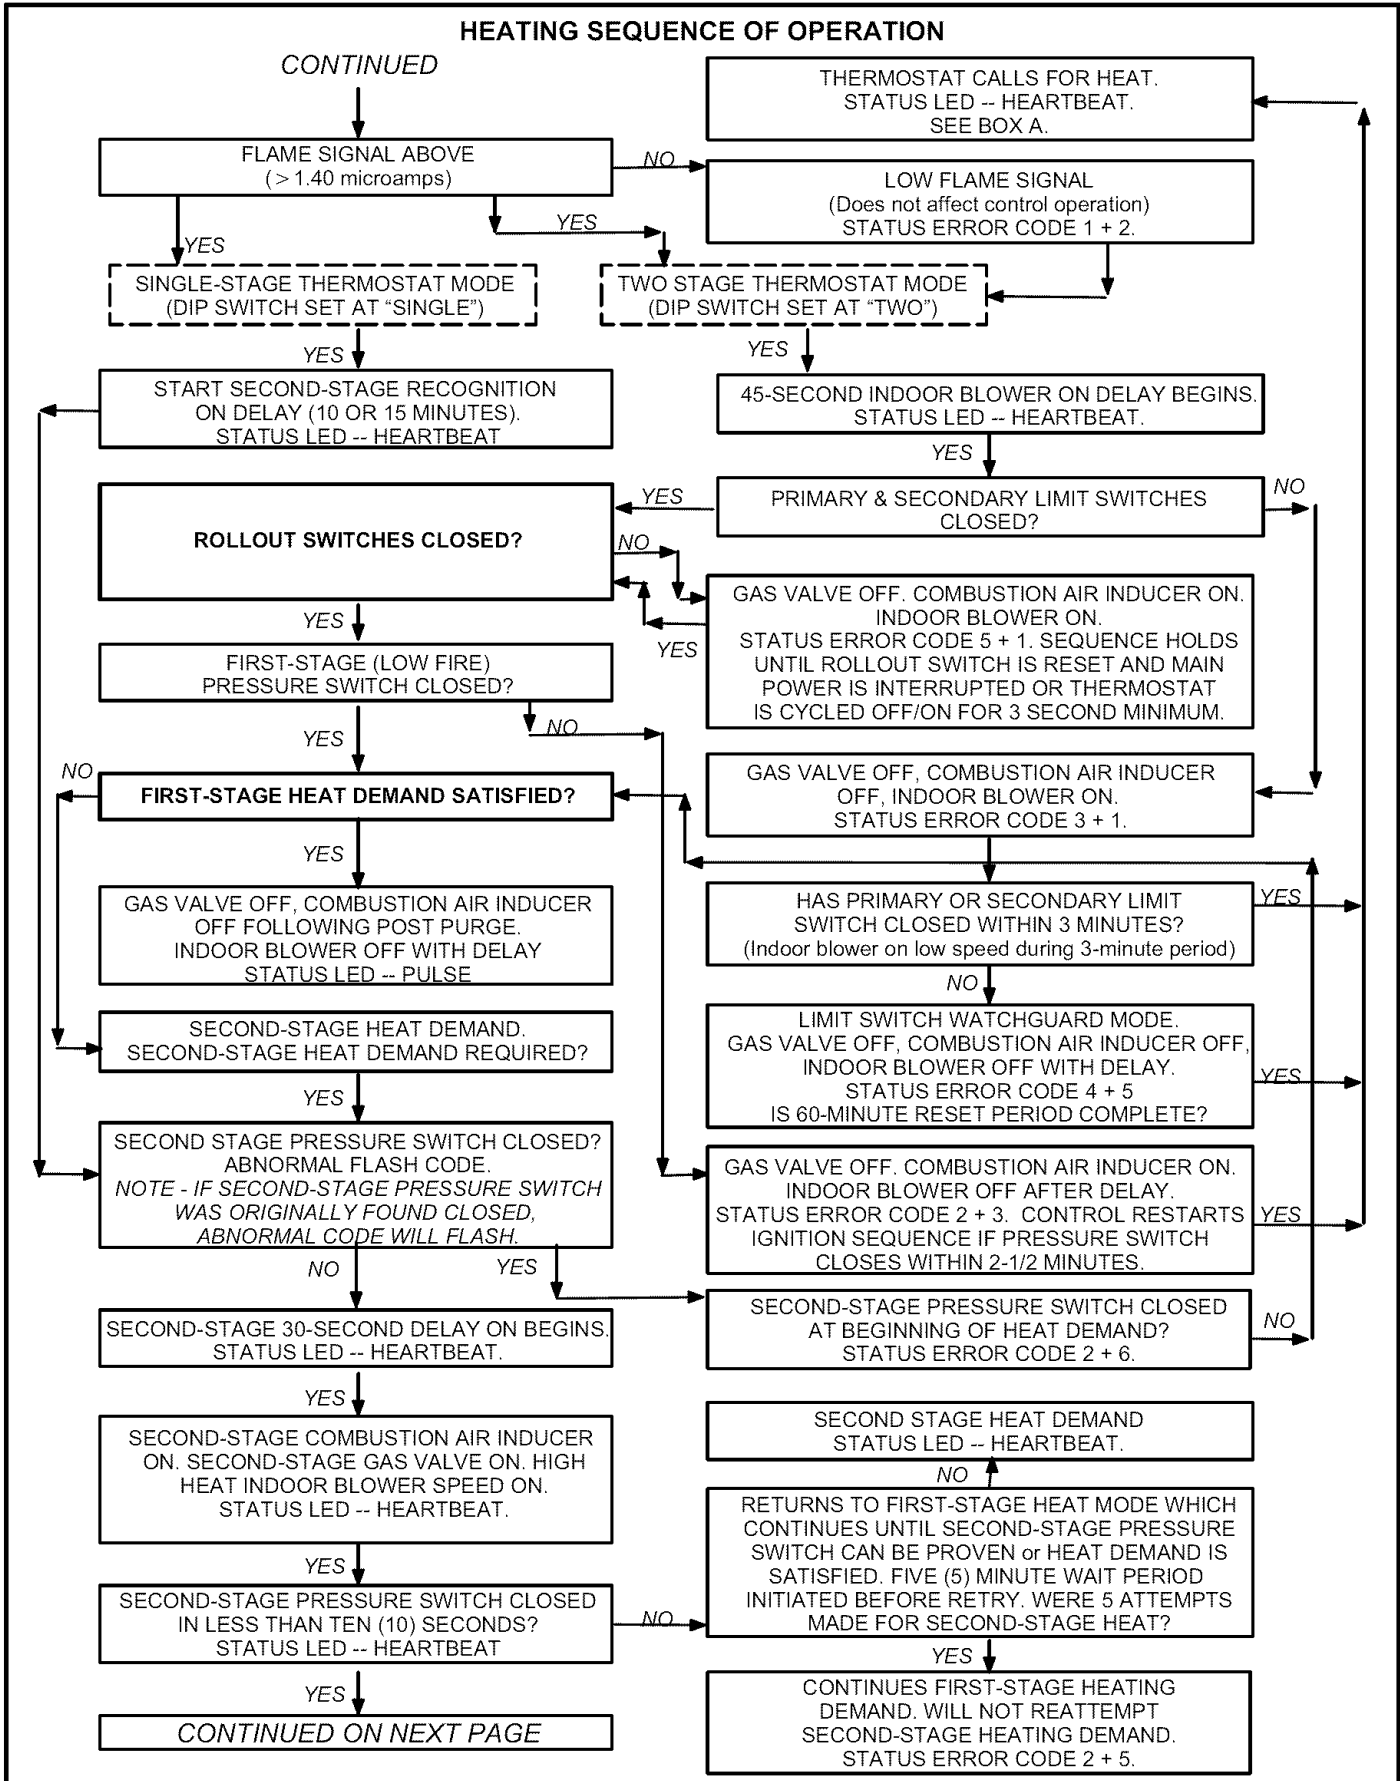 HEATING SEQUENCE OF OPERATION
CONTINUED
THERMOSTAT CALLS FOR HEAT.
STATUS LED -- HEARTBEAT.
SEE BOX A.
FLAME SIGNAL ABOVE
(> 1.40 microamps)
NO
LOW FLAME SIGNAL
(Does not affect control operation)
STATUS ERROR CODE 1 + 2.
YES
YES
SINGLE-STAGE THERMOSTAT MODE
(DIP SWITCH SET AT “SINGLE”)
TWO STAGE THERMOSTAT MODE
(DIP SWITCH SET AT “TWO”)
YES
YES
START SECOND-STAGE RECOGNITION
ON DELAY (10 OR 15 MINUTES).
STATUS LED -- HEARTBEAT
45-SECOND INDOOR BLOWER ON DELAY BEGINS.
STATUS LED -- HEARTBEAT.
YES
PRIMARY & SECONDARY LIMIT SWITCHES
CLOSED?
YES
NO
ROLLOUT SWITCHES CLOSED?
NO
YES
GAS VALVE OFF. COMBUSTION AIR INDUCER ON.
INDOOR BLOWER ON.
STATUS ERROR CODE 5 + 1. SEQUENCE HOLDS
UNTIL ROLLOUT SWITCH IS RESET AND MAIN
POWER IS INTERRUPTED OR THERMOSTAT
IS CYCLED OFF/ON FOR 3 SECOND MINIMUM.
YES
FIRST-STAGE (LOW FIRE)
PRESSURE SWITCH CLOSED?
YES
NO
GAS VALVE OFF, COMBUSTION AIR INDUCER
OFF, INDOOR BLOWER ON.
STATUS ERROR CODE 3 + 1.
NO
FIRST-STAGE HEAT DEMAND SATISFIED?
YES
HAS PRIMARY OR SECONDARY LIMIT
SWITCH CLOSED WITHIN 3 MINUTES?
(Indoor blower on low speed during 3-minute period)
YES
GAS VALVE OFF, COMBUSTION AIR INDUCER
OFF FOLLOWING POST PURGE.
INDOOR BLOWER OFF WITH DELAY
STATUS LED -- PULSE
NO
LIMIT SWITCH WATCHGUARD MODE.
GAS VALVE OFF, COMBUSTION AIR INDUCER OFF,
INDOOR BLOWER OFF WITH DELAY.
STATUS ERROR CODE 4 + 5
IS 60-MINUTE RESET PERIOD COMPLETE?
YES
SECOND-STAGE HEAT DEMAND.
SECOND-STAGE HEAT DEMAND REQUIRED?
YES
SECOND STAGE PRESSURE SWITCH CLOSED?
ABNORMAL FLASH CODE.
NOTE - IF SECOND-STAGE PRESSURE SWITCH
WAS ORIGINALLY FOUND CLOSED,
ABNORMAL CODE WILL FLASH.
GAS VALVE OFF. COMBUSTION AIR INDUCER ON.
INDOOR BLOWER OFF AFTER DELAY.
STATUS ERROR CODE 2 + 3. CONTROL RESTARTS
IGNITION SEQUENCE IF PRESSURE SWITCH
CLOSES WITHIN 2-1/2 MINUTES.
YES
NO
YES
SECOND-STAGE PRESSURE SWITCH CLOSED
AT BEGINNING OF HEAT DEMAND?
STATUS ERROR CODE 2 + 6.
NO
SECOND-STAGE 30-SECOND DELAY ON BEGINS.
STATUS LED -- HEARTBEAT.
YES
SECOND-STAGE COMBUSTION AIR INDUCER
ON. SECOND-STAGE GAS VALVE ON. HIGH
HEAT INDOOR BLOWER SPEED ON.
STATUS LED -- HEARTBEAT.
SECOND STAGE HEAT DEMAND
STATUS LED -- HEARTBEAT.
NO
RETURNS TO FIRST-STAGE HEAT MODE WHICH
CONTINUES UNTIL SECOND-STAGE PRESSURE
SWITCH CAN BE PROVEN or HEAT DEMAND IS
SATISFIED. FIVE (5) MINUTE WAIT PERIOD
INITIATED BEFORE RETRY. WERE 5 ATTEMPTS
MADE FOR SECOND-STAGE HEAT?
YES
SECOND-STAGE PRESSURE SWITCH CLOSED
IN LESS THAN TEN (10) SECONDS?
STATUS LED -- HEARTBEAT
NO
YES
CONTINUES FIRST-STAGE HEATING
DEMAND. WILL NOT REATTEMPT
SECOND-STAGE HEATING DEMAND.
STATUS ERROR CODE 2 + 5.
YES
CONTINUED ON NEXT PAGE